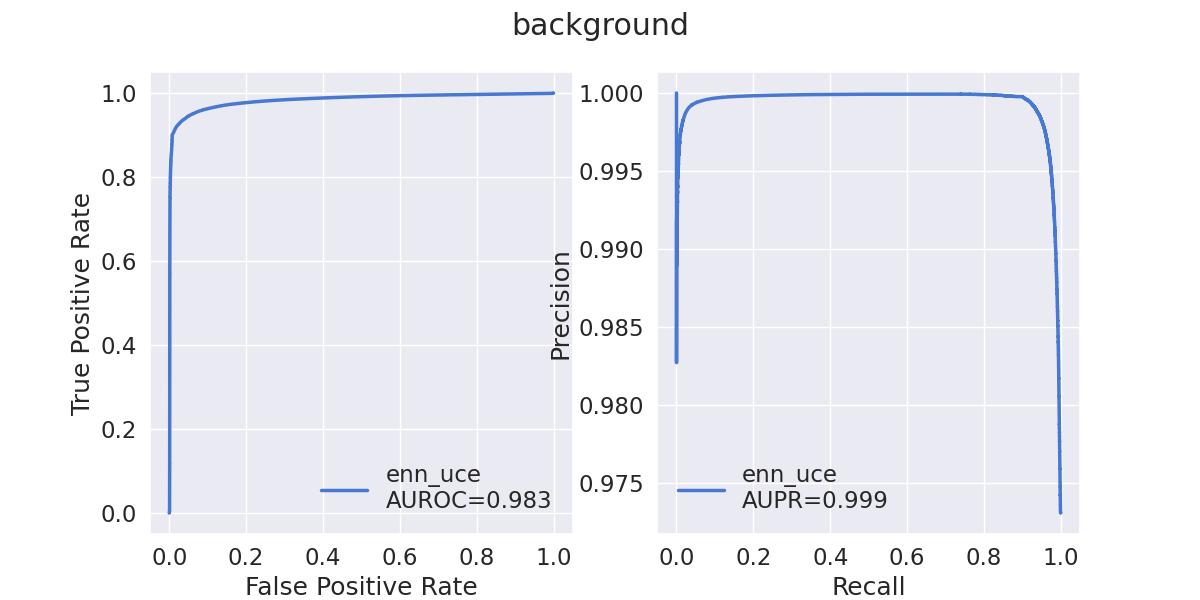 background
True Positive Rate
1.0
0.8
0.6
0.4
0.2
0.0
enn_uce
AUROC=0.983
0.0 0.2 0.4 0.6 0.8 1.0
False Positive Rate
Precision
1.000
0.995
0.990
0.985
0.980
0.975
enn_uce
AUPR=0.999
0.0 0.2 0.4 0.6 0.8 1.0
Recall